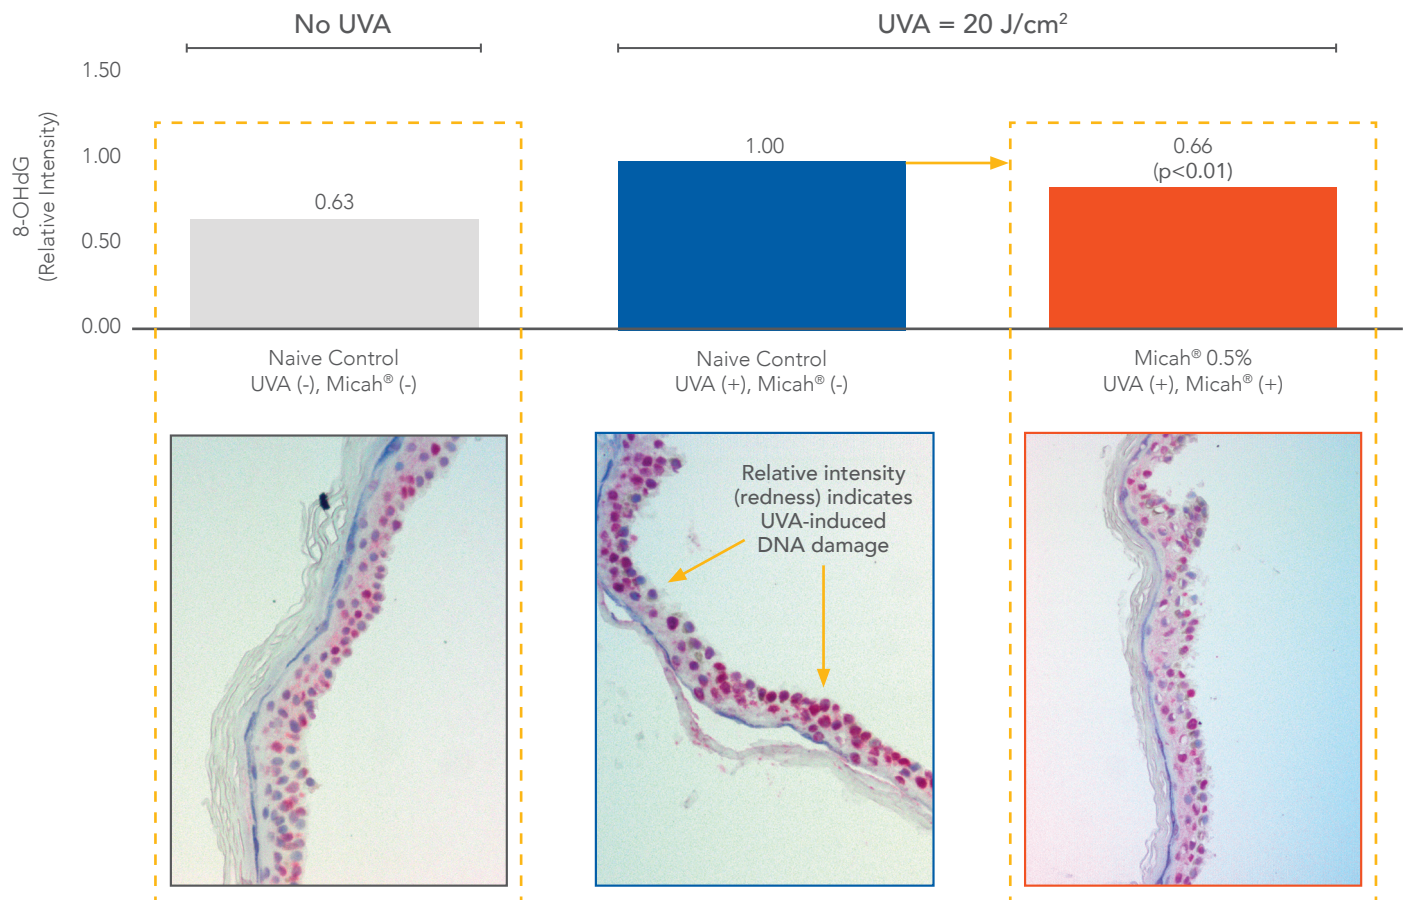 No UVA
UVA = 20 J/cm²
8-OHdG
(Relative Intensity)
1.50
1.00
0.50
0.00
0.63
1.00
0.66
(p<0.01)
Naive Control
UVA (-), Micah® (-)
Naive Control
UVA (+), Micah® (-)
Micah® 0.5%
UVA (+), Micah® (+)
Relative intensity
(redness) indicates
UVA-induced
DNA damage